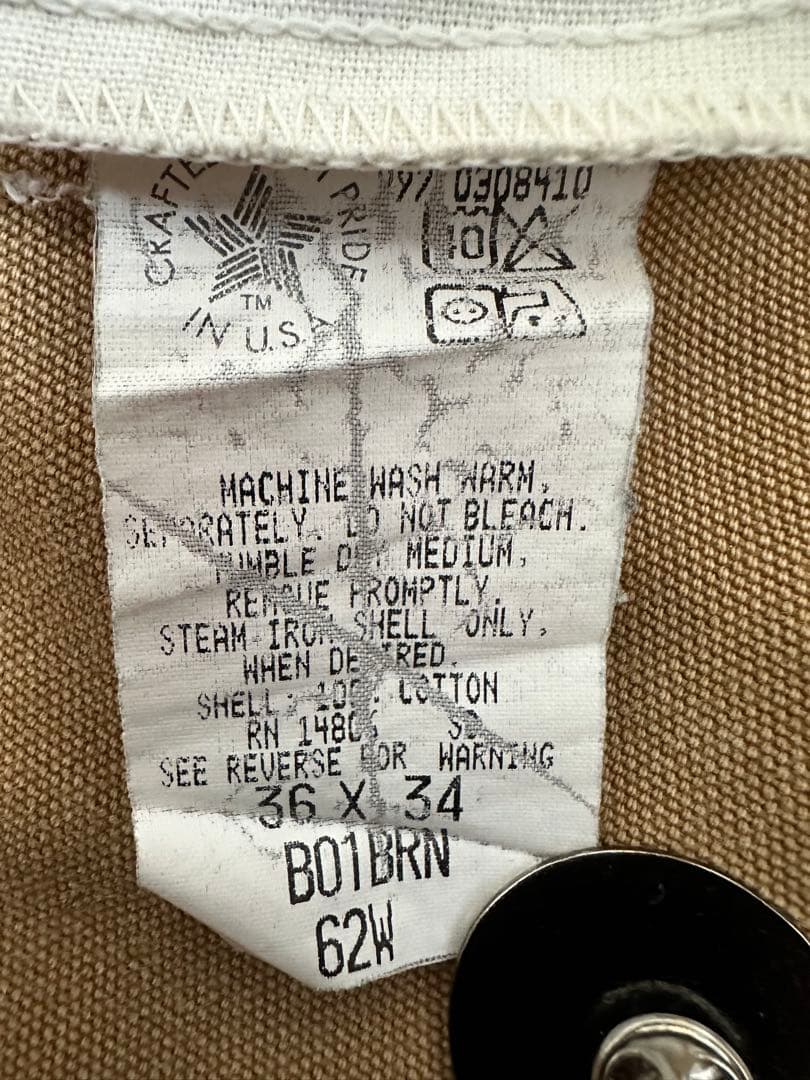 CRAFTED PRIDE
IN U.S.A
TM
97 0308410
MACHINE WASH WARM,
SEPARATELY. DO NOT BLEACH.
TUMBLE DRY MEDIUM,
REMOVE PROMPTLY.
STEAM IRON SHELL ONLY,
WHEN DESIRED.
SHELL: 100% COTTON
RN 14806
SEE REVERSE FOR WARNING
36 X 34
B01BRN
62W